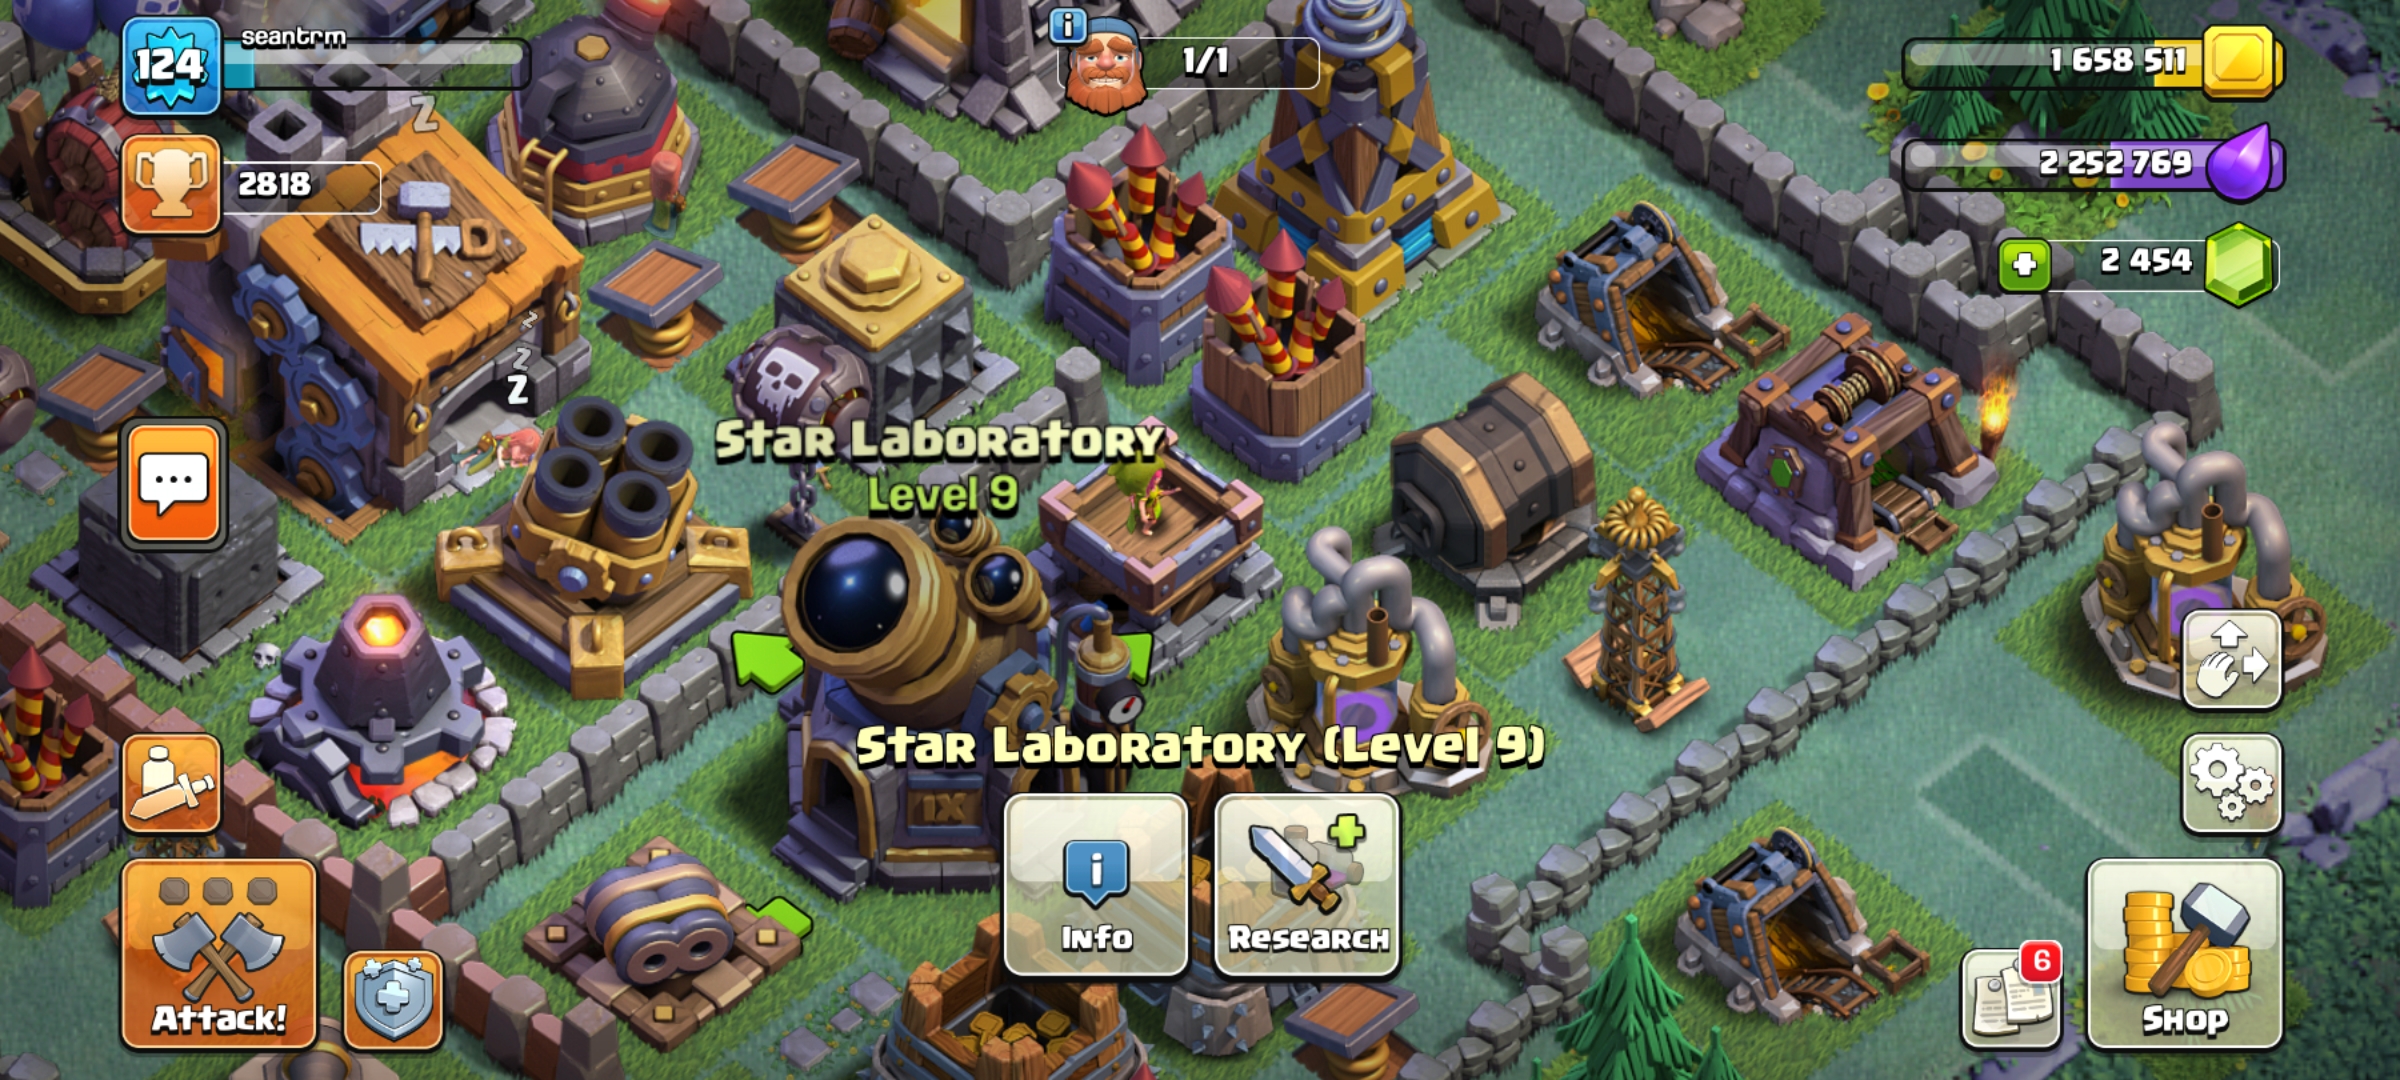 seantrm
124
1/1
1 658 511
2818
2 252 769
2 454
Z
Z
Z
Z
Star Laboratory
Level 9
Star Laboratory (Level 9)
IX
Info
Research
Attack!
6
Shop